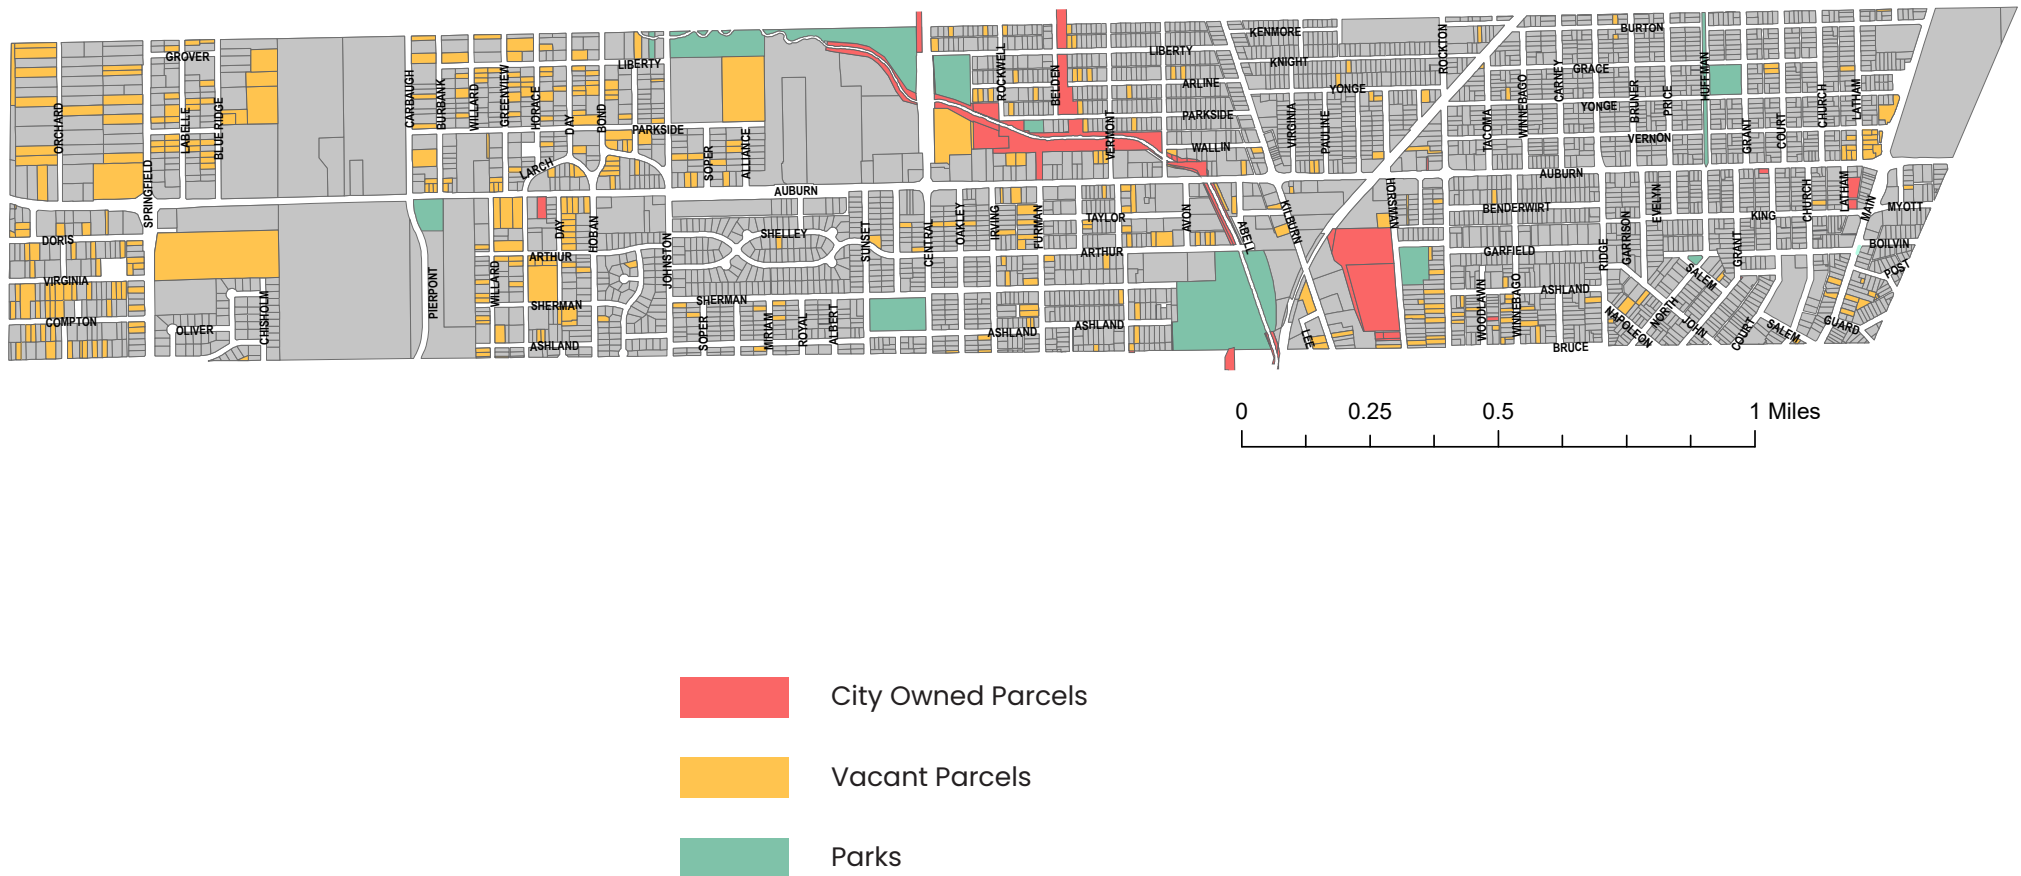 KENMORE
BURTON
GROVER
LIBERTY
LIBERTY
KNIGHT
ROCKTON
GRACE
CARNEY
HUFFMAN
ROCKWELL
BELDEN
ARLINE
YONGE
YONGE
CARBAUGH
BURBANK
WILLARD
GREENVIEW
HORACE
DAY
BOND
ORCHARD
LABELLE
BLUE RIDGE
PARKSIDE
PARKSIDE
SOPER
ALLIANCE
VERMONT
WALLIN
VIRGINIA
PAULINE
TACOMA
WINNEBAGO
BRUNER
PRICE
VERNON
GRANT
COURT
CHURCH
LATHAM
LARCH
SPRINGFIELD
AUBURN
AUBURN
HORSMAN
BENDERWIRT
EVELYN
KING
CHURCH
LATHAM
MAIN
MYOTT
DORIS
DAY
HOBAN
SHELLEY
SUNSET
CENTRAL
OAKLEY
IRVING
FURMAN
TAYLOR
AVON
ABELL
KILBURN
GARFIELD
RIDGE
GARRISON
GRANT
BOILVIN
POST
VIRGINIA
PIERPONT
WILLARD
ARTHUR
JOHNSTON
ARTHUR
SALEM
COMPTON
OLIVER
CHISHOLM
SHERMAN
SHERMAN
SOPER
MIRIAM
ROYAL
ALBERT
ASHLAND
ASHLAND
ASHLAND
LEE
WOODLAWN
WINNEBAGO
ASHLAND
BRUCE
NAPOLEON
NORTH
JOHN
COURT
SALEM
GUARD
0
0.25
0.5
1 Miles
City Owned Parcels
Vacant Parcels
Parks